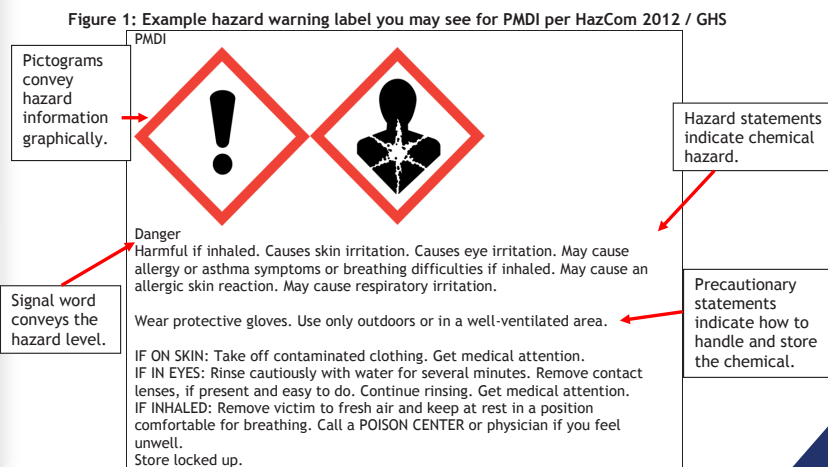 Figure 1: Example hazard warning label you may see for PMDI per HazCom 2012 / GHS
PMDI
Pictograms
convey
hazard
information
graphically.
Hazard statements
indicate chemical
hazard.
Danger
Harmful if inhaled. Causes skin irritation. Causes eye irritation. May cause
allergy or asthma symptoms or breathing difficulties if inhaled. May cause an
allergic skin reaction. May cause respiratory irritation.
Signal word
conveys the
hazard level.
Precautionary
statements
indicate how to
handle and store
the chemical.
Wear protective gloves. Use only outdoors or in a well-ventilated area.
IF ON SKIN: Take off contaminated clothing. Get medical attention.
IF IN EYES: Rinse cautiously with water for several minutes. Remove contact
lenses, if present and easy to do. Continue rinsing. Get medical attention.
IF INHALED: Remove victim to fresh air and keep at rest in a position
comfortable for breathing. Call a POISON CENTER or physician if you feel
unwell.
Store locked up.